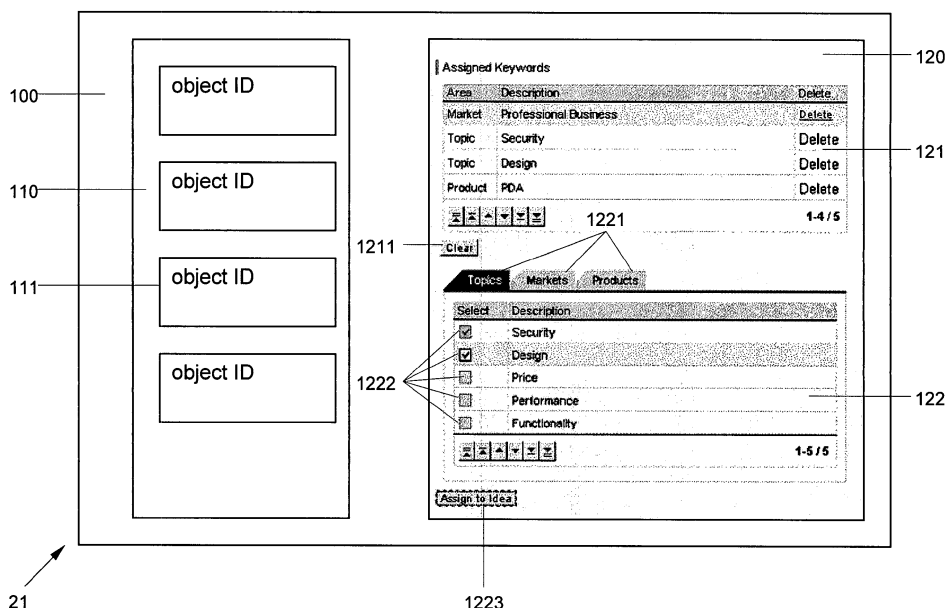 100
110
111
21
object ID
object ID
object ID
object ID
120
Assigned Keywords
Area Description Delete
Market Professional Business Delete
Topic Security Delete
121
Topic Design Delete
Product PDA Delete
1-4 / 5
1221
1211
Clear
Topics Markets Products
Select Description
Security
Design
Price
1222
Performance
122
Functionality
1-5 / 5
Assign to Idea
1223